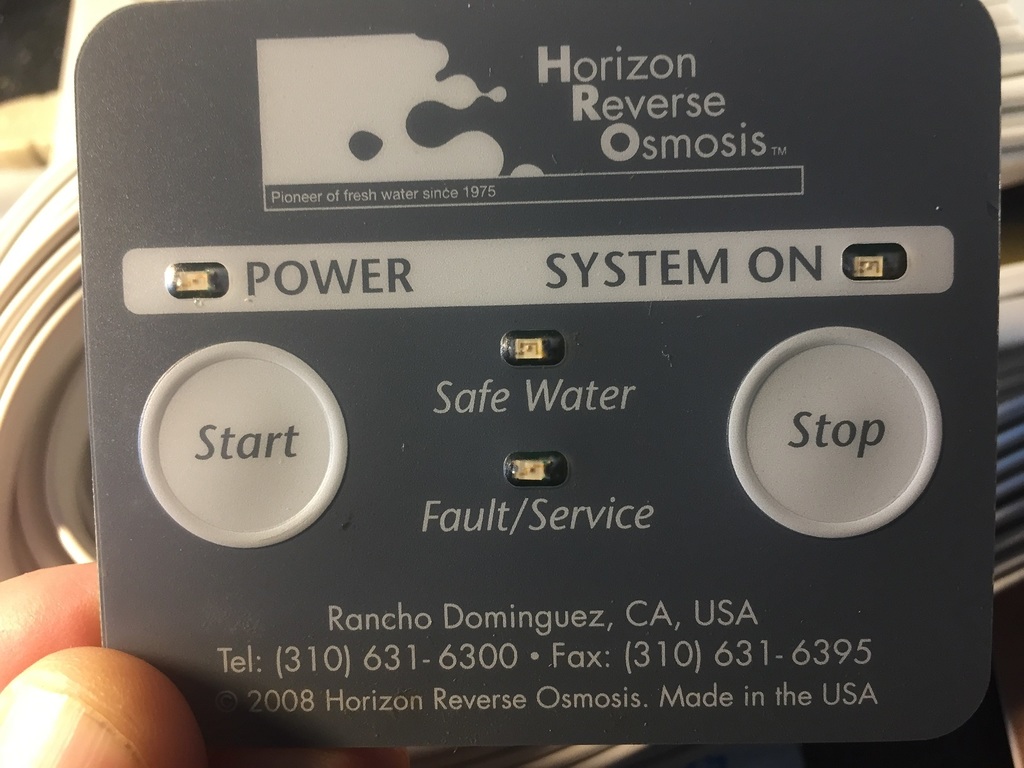 Horizon
Reverse
Osmosis™
Pioneer of fresh water since 1975
POWER SYSTEM ON
Safe Water
Start Stop
Fault/Service
Rancho Dominguez, CA, USA
Tel: (310) 631-6300 • Fax: (310) 631-6395
© 2008 Horizon Reverse Osmosis. Made in the USA